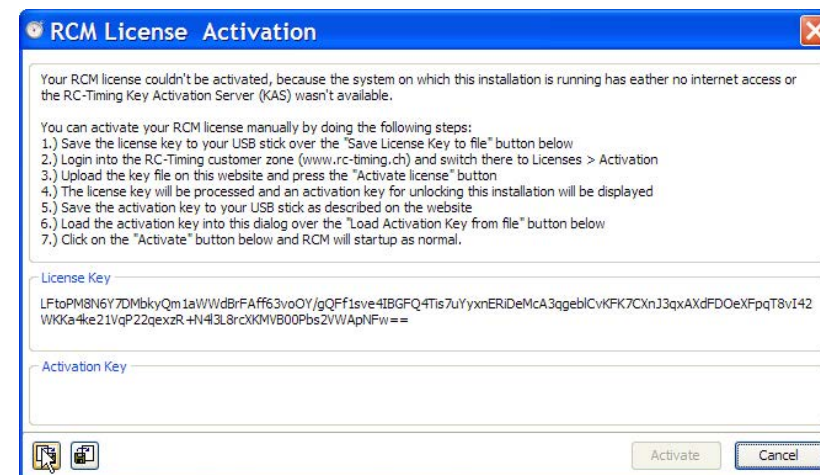 RCM License Activation
Your RCM license couldn't be activated, because the system on which this installation is running has eather no internet access or
the RC-Timing Key Activation Server (KAS) wasn't available.
You can activate your RCM license manually by doing the following steps:
1.) Save the license key to your USB stick over the "Save License Key to file" button below
2.) Login into the RC-Timing customer zone (www.rc-timing.ch) and switch there to Licenses > Activation
3.) Upload the key file on this website and press the "Activate license" button
4.) The license key will be processed and an activation key for unlocking this installation will be displayed
5.) Save the activation key to your USB stick as described on the website
6.) Load the activation key into this dialog over the "Load Activation Key from file" button below
7.) Click on the "Activate" button below and RCM will startup as normal.
License Key
LFtoPM8N6Y7DMbkyQm1aWWdBrFAff63voOY/gQFf1sve4IBGFQ4Tis7uYyxnERiDeMcA3qgeblCvKFK7CXnJ3qxAXdFDOeXFpqT8vI42
WKKa4ke21VqP22qexzR+N4l3L8rcXKMVB00Pbs2VWApNFw==
Activation Key
Activate
Cancel